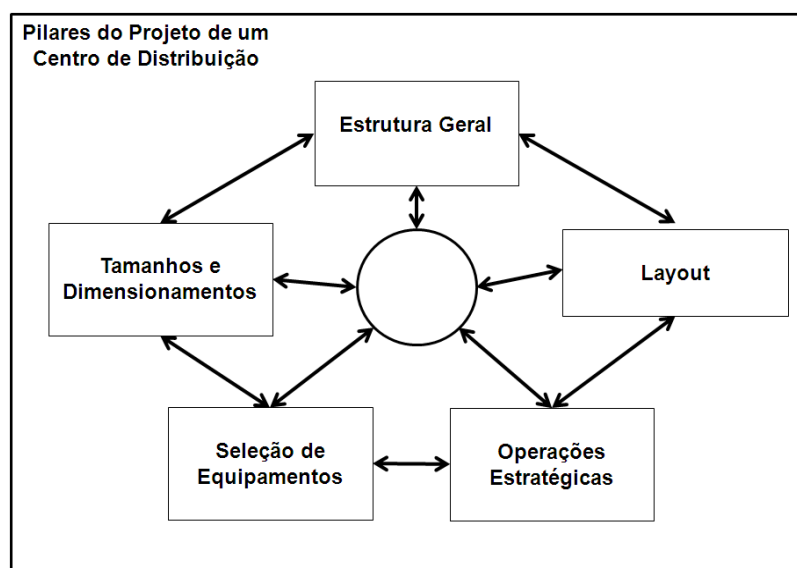 Pilares do Projeto de um
Centro de Distribuição
Estrutura Geral
Tamanhos e
Dimensionamentos
Layout
Seleção de
Equipamentos
Operações
Estratégicas